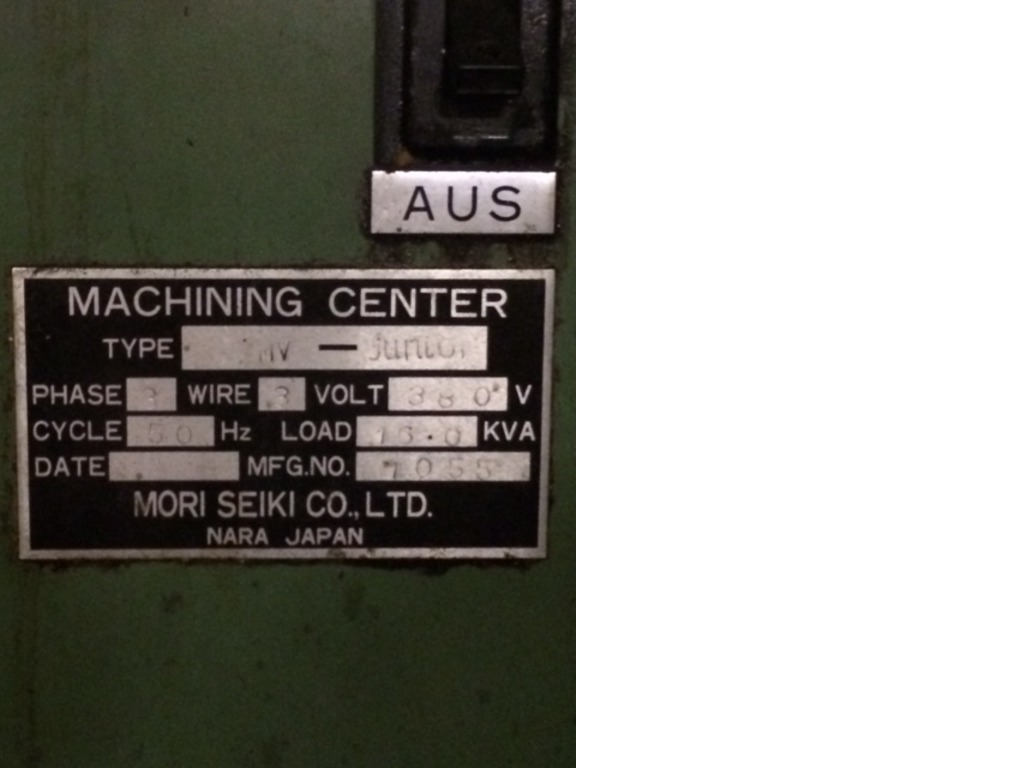 AUS
MACHINING CENTER
TYPE MV — Junior
PHASE 3 WIRE 3 VOLT 380 V
CYCLE 50 Hz LOAD KVA
DATE MFG.NO. 7055
MORI SEIKI CO., LTD.
NARA JAPAN